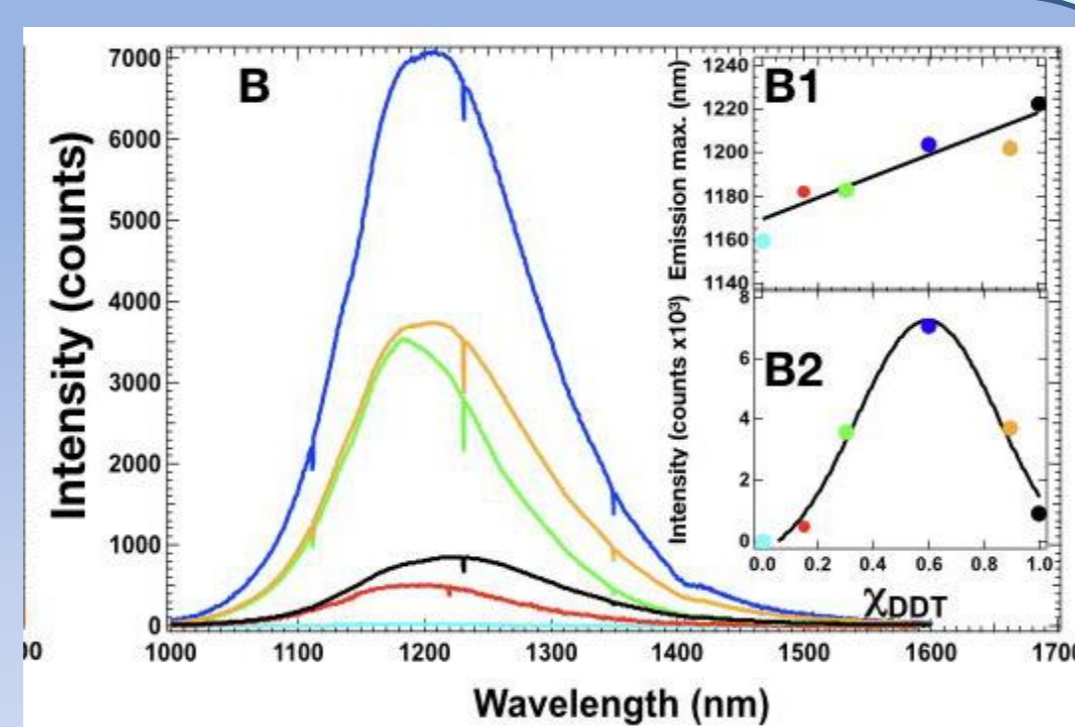 B
Intensity (counts)
7000
6000
5000
4000
3000
2000
1000
0
00
1000 1100 1200 1300 1400 1500 1600 1700
Wavelength (nm)
B1
Emission max. (nm)
1240
1220
1200
1180
1160
1140
B2
Intensity (counts x10³)
8
6
4
2
0
0.0 0.2 0.4 0.6 0.8 1.0
χDDT